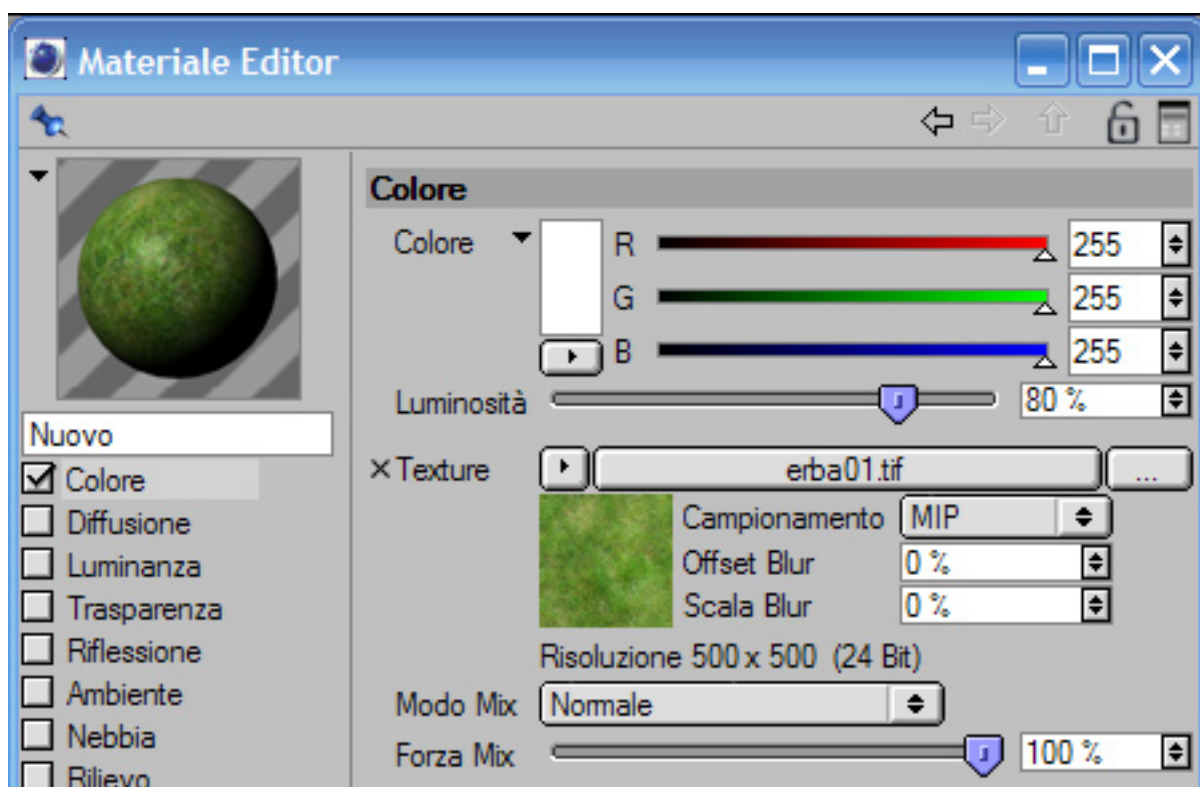 Materiale Editor
Colore
Colore R 255
G 255
B 255
Luminosità 80 %
Nuovo
Colore
Diffusione
Luminanza
Trasparenza
Riflessione
Ambiente
Nebbia
Rilievo
Texture erba01.tif ...
Campionamento MIP
Offset Blur 0 %
Scala Blur 0 %
Risoluzione 500 x 500 (24 Bit)
Modo Mix Normale
Forza Mix 100 %